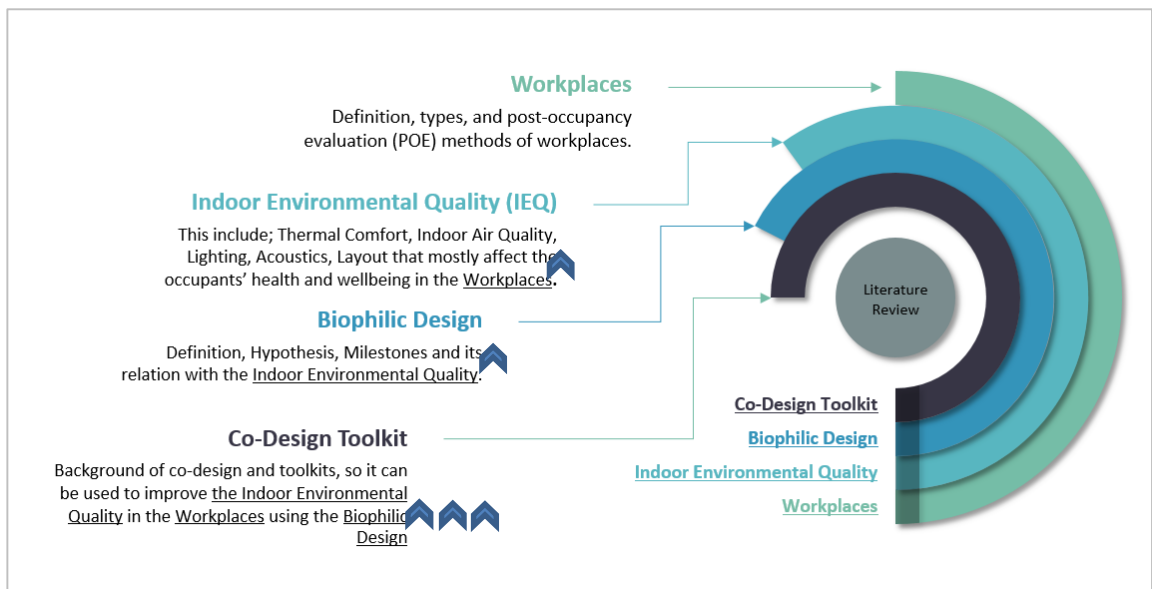 Workplaces
Definition, types, and post-occupancy
evaluation (POE) methods of workplaces.
Indoor Environmental Quality (IEQ)
This include; Thermal Comfort, Indoor Air Quality,
Lighting, Acoustics, Layout that mostly affect the
occupants’ health and wellbeing in the Workplaces.
Biophilic Design
Definition, Hypothesis, Milestones and its
relation with the Indoor Environmental Quality.
Co-Design Toolkit
Background of co-design and toolkits, so it can
be used to improve the Indoor Environmental
Quality in the Workplaces using the Biophilic
Design
Literature
Review
Co-Design Toolkit
Biophilic Design
Indoor Environmental Quality
Workplaces